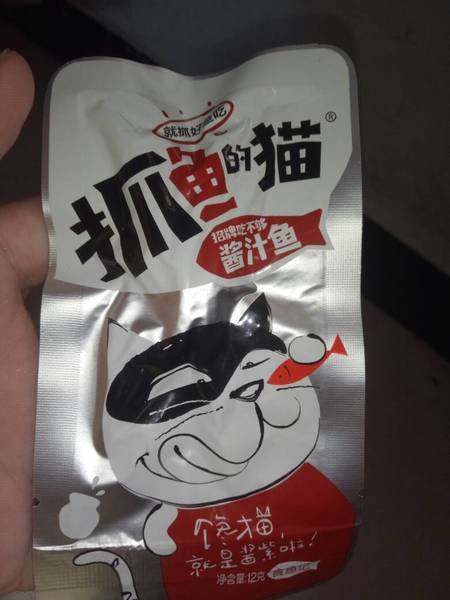 就抓好鱼吃
抓鱼的猫®
招牌吃不够
酱汁鱼
馋猫,
就是酱紫啦!
净含量:12克